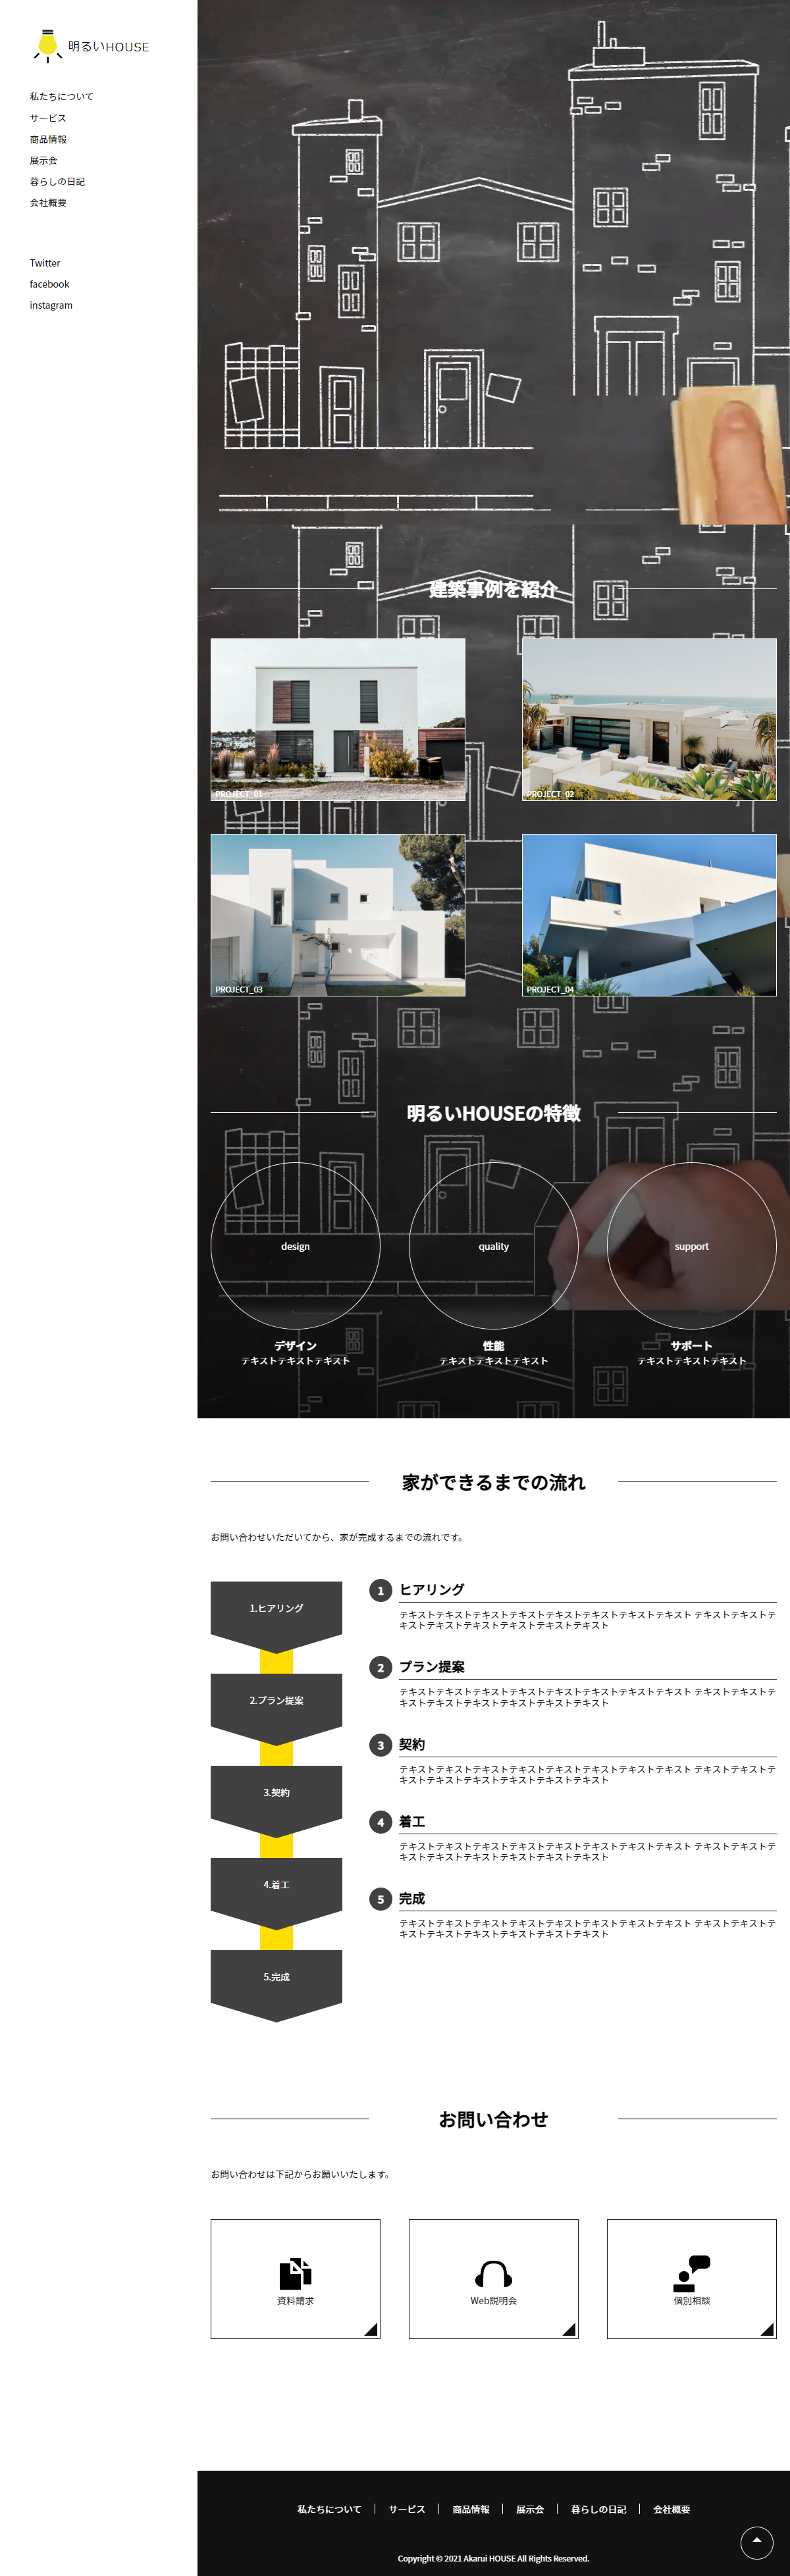 明るいHOUSE
私たちについて
サービス
商品情報
展示会
暮らしの日記
会社概要
Twitter
facebook
instagram
建築事例を紹介
PROJECT_01
PROJECT_02
PROJECT_03
PROJECT_04
明るいHOUSEの特徴
design
quality
support
デザイン
テキストテキストテキスト
性能
テキストテキストテキスト
サポート
テキストテキストテキスト
家ができるまでの流れ
お問い合わせいただいてから、家が完成するまでの流れです。
1.ヒアリング
2.プラン提案
3.契約
4.着工
5.完成
1 ヒアリング
テキストテキストテキストテキストテキストテキストテキストテキスト テキストテキストテ
キストテキストテキストテキストテキストテキスト
2 プラン提案
テキストテキストテキストテキストテキストテキストテキストテキスト テキストテキストテ
キストテキストテキストテキストテキストテキスト
3 契約
テキストテキストテキストテキストテキストテキストテキストテキスト テキストテキストテ
キストテキストテキストテキストテキストテキスト
4 着工
テキストテキストテキストテキストテキストテキストテキストテキスト テキストテキストテ
キストテキストテキストテキストテキストテキスト
5 完成
テキストテキストテキストテキストテキストテキストテキストテキスト テキストテキストテ
キストテキストテキストテキストテキストテキスト
お問い合わせ
お問い合わせは下記からお願いいたします。
資料請求
Web説明会
個別相談
私たちについて
サービス
商品情報
展示会
暮らしの日記
会社概要
Copyright © 2021 Akarui HOUSE All Rights Reserved.